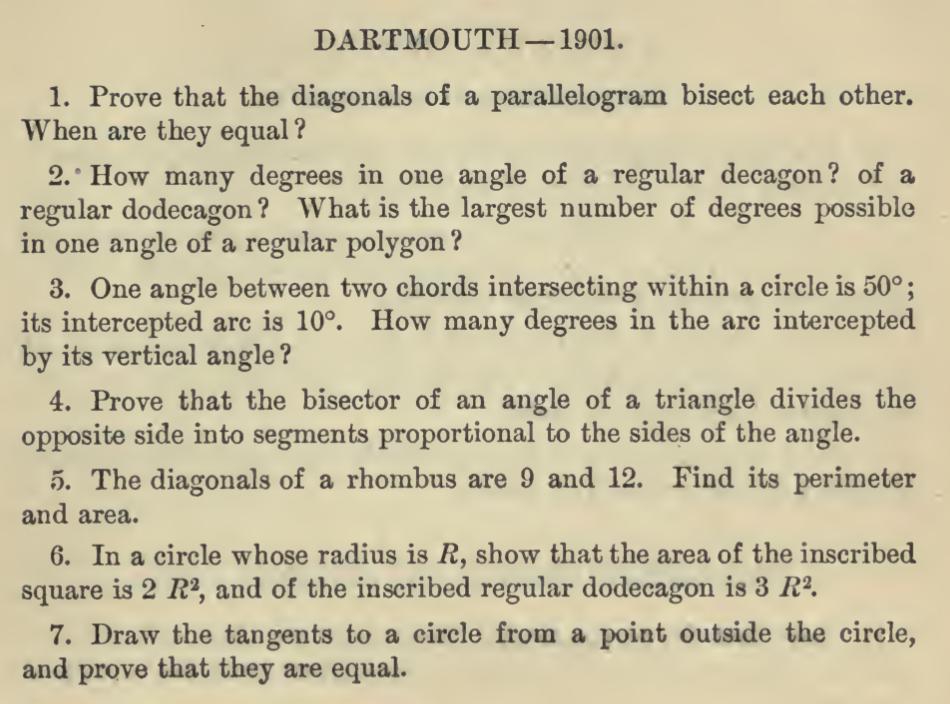 DARTMOUTH — 1901.
1. Prove that the diagonals of a parallelogram bisect each other.
When are they equal?
2. How many degrees in one angle of a regular decagon? of a
regular dodecagon? What is the largest number of degrees possible
in one angle of a regular polygon?
3. One angle between two chords intersecting within a circle is 50°;
its intercepted arc is 10°. How many degrees in the arc intercepted
by its vertical angle?
4. Prove that the bisector of an angle of a triangle divides the
opposite side into segments proportional to the sides of the angle.
5. The diagonals of a rhombus are 9 and 12. Find its perimeter
and area.
6. In a circle whose radius is R, show that the area of the inscribed
square is 2 R², and of the inscribed regular dodecagon is 3 R².
7. Draw the tangents to a circle from a point outside the circle,
and prove that they are equal.